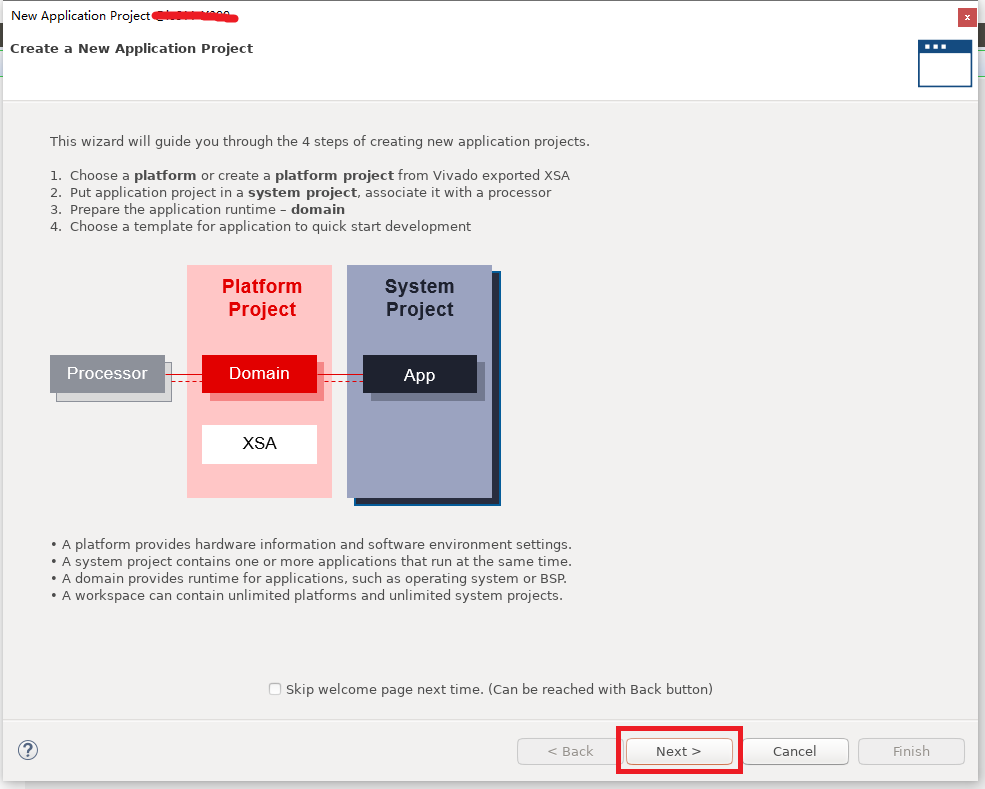 New Application Project
Create a New Application Project
This wizard will guide you through the 4 steps of creating new application projects.
1. Choose a platform or create a platform project from Vivado exported XSA
2. Put application project in a system project, associate it with a processor
3. Prepare the application runtime – domain
4. Choose a template for application to quick start development
Platform
Project
System
Project
Processor
Domain
App
XSA
• A platform provides hardware information and software environment settings.
• A system project contains one or more applications that run at the same time.
• A domain provides runtime for applications, such as operating system or BSP.
• A workspace can contain unlimited platforms and unlimited system projects.
Skip welcome page next time. (Can be reached with Back button)
?
< Back
Next >
Cancel
Finish